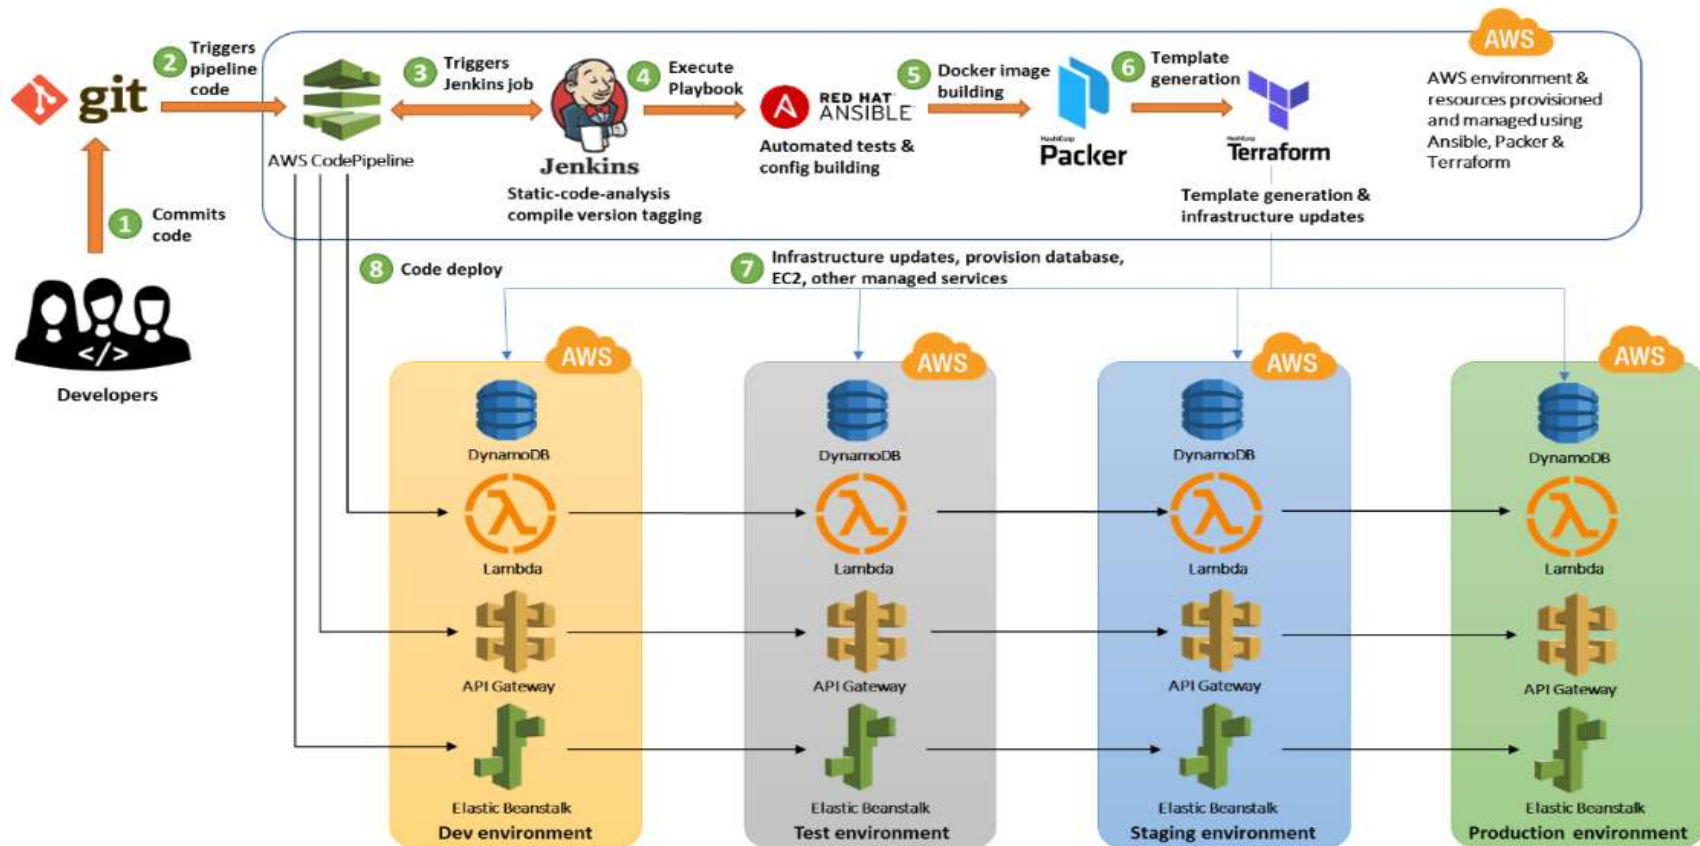 AWS
AWS environment &
resources provisioned
and managed using
Ansible, Packer &
Terraform
git
2
Triggers
pipeline
code
AWS CodePipeline
3
Triggers
Jenkins job
Jenkins
Static-code-analysis
compile version tagging
4
Execute
Playbook
RED HAT
ANSIBLE
Automated tests &
config building
5
Docker image
building
HashiCorp
Packer
6
Template
generation
HashiCorp
Terraform
Template generation &
infrastructure updates
1
Commits
code
</>
Developers
8
Code deploy
7
Infrastructure updates, provision database,
EC2, other managed services
AWS
DynamoDB
Lambda
API Gateway
Elastic Beanstalk
Dev environment
AWS
DynamoDB
Lambda
API Gateway
Elastic Beanstalk
Test environment
AWS
DynamoDB
Lambda
API Gateway
Elastic Beanstalk
Staging environment
AWS
DynamoDB
Lambda
API Gateway
Elastic Beanstalk
Production environment